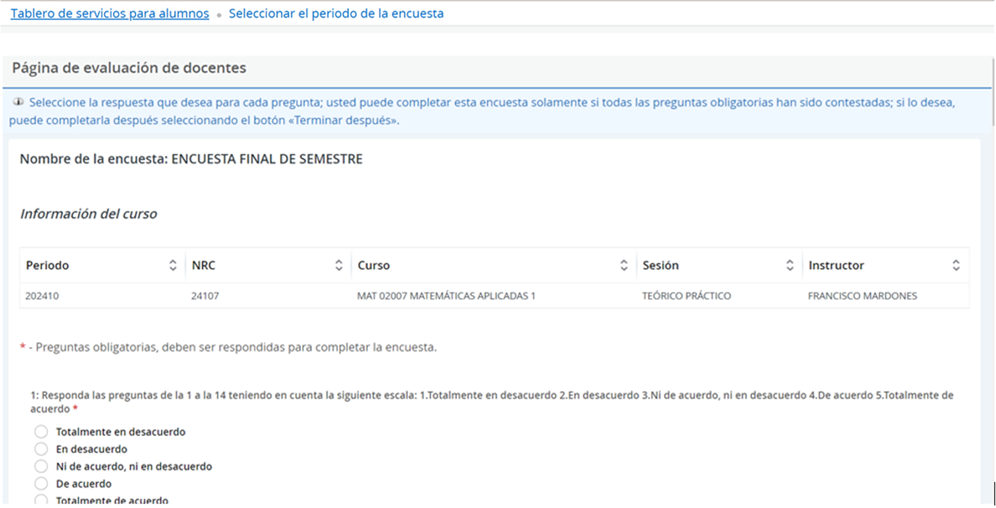 Tablero de servicios para alumnos • Seleccionar el periodo de la encuesta
Página de evaluación de docentes
Seleccione la respuesta que desea para cada pregunta; usted puede completar esta encuesta solamente si todas las preguntas obligatorias han sido contestadas; si lo desea,
puede completarla después seleccionando el botón «Terminar después».
Nombre de la encuesta: ENCUESTA FINAL DE SEMESTRE
Información del curso
Periodo NRC Curso Sesión Instructor
202410 24107 MAT 02007 MATEMÁTICAS APLICADAS 1 TEÓRICO PRÁCTICO FRANCISCO MARDONES
* - Preguntas obligatorias, deben ser respondidas para completar la encuesta.
1: Responda las preguntas de la 1 a la 14 teniendo en cuenta la siguiente escala: 1.Totalmente en desacuerdo 2.En desacuerdo 3.Ni de acuerdo, ni en desacuerdo 4.De acuerdo 5.Totalmente de
acuerdo *
Totalmente en desacuerdo
En desacuerdo
Ni de acuerdo, ni en desacuerdo
De acuerdo
Totalmente de acuerdo